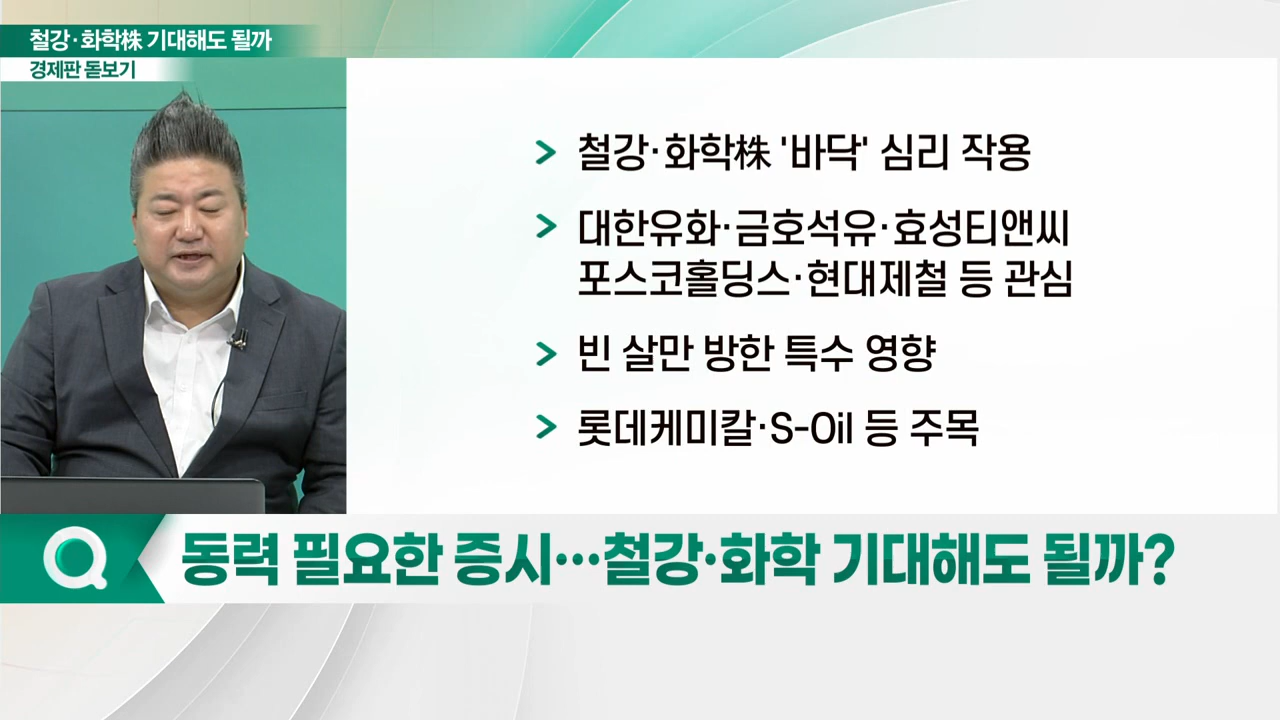 철강·화학株 기대해도 될까
경제판 돋보기
> 철강·화학株 '바닥' 심리 작용
> 대한유화·금호석유·효성티앤씨
포스코홀딩스·현대제철 등 관심
> 빈 살만 방한 특수 영향
> 롯데케미칼·S-Oil 등 주목
Q 동력 필요한 증시…철강·화학 기대해도 될까?